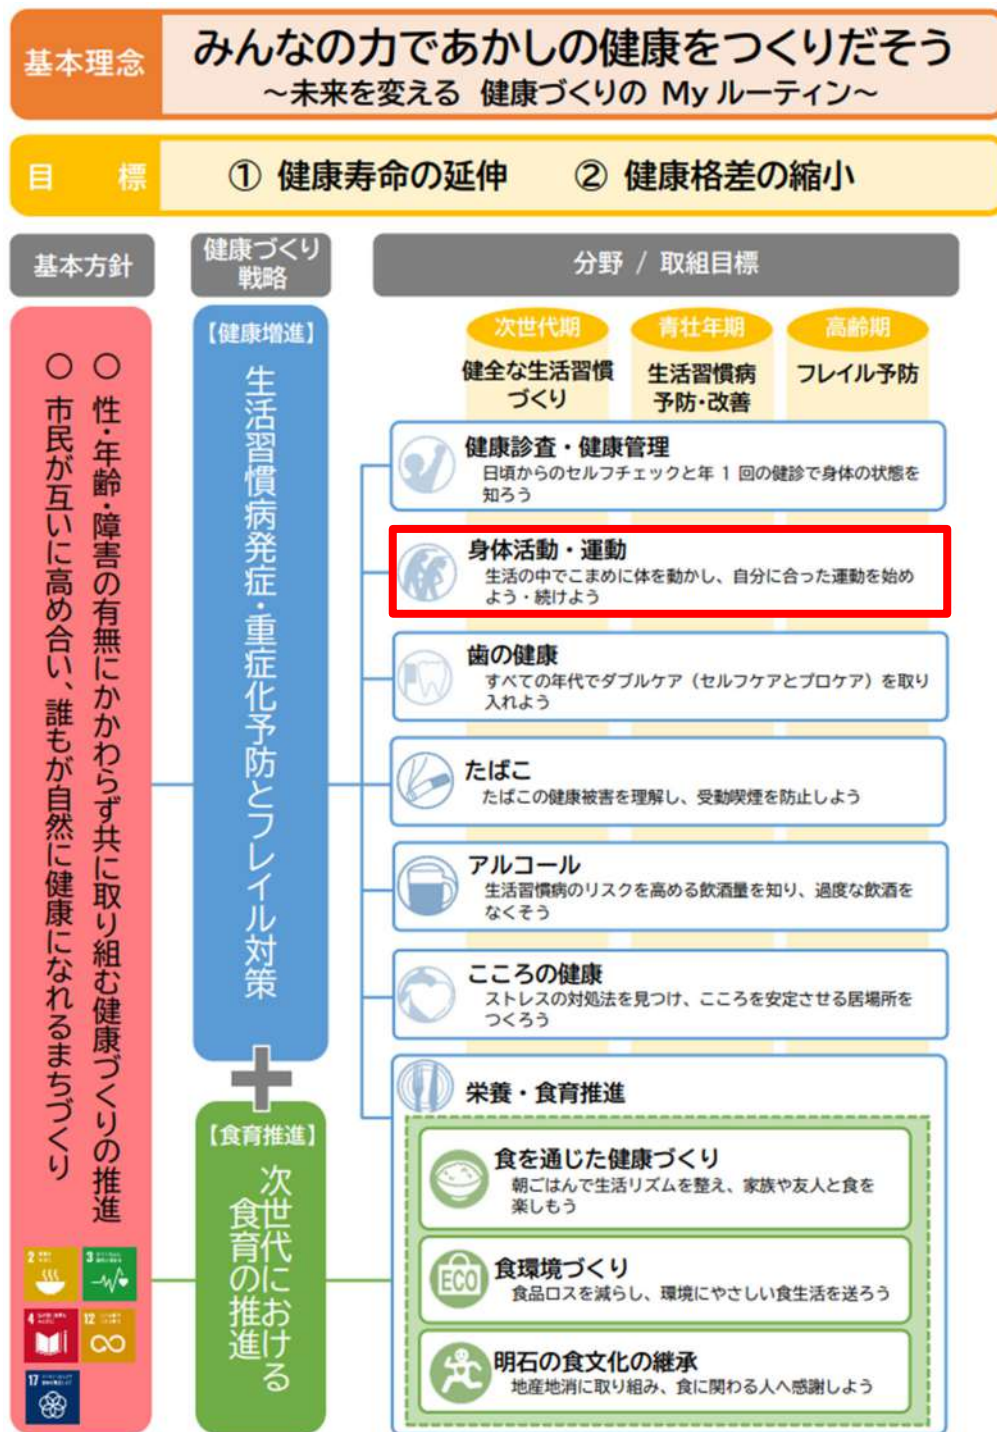 基本理念
みんなの力であかしの健康をつくりだそう
～未来を変える 健康づくりの My ルーティン～
目 標
① 健康寿命の延伸 ② 健康格差の縮小
基本方針
健康づくり
戦略
分野 / 取組目標
○ 性・年齢・障害の有無にかかわらず共に取り組む健康づくりの推進
○ 市民が互いに高め合い、誰もが自然に健康になれるまちづくり
2
3
4
12
17
【健康増進】
生活習慣病発症・重症化予防とフレイル対策
【食育推進】
次世代における
食育の推進
次世代期
青壮年期
高齢期
健全な生活習慣
づくり
生活習慣病
予防・改善
フレイル予防
健康診査・健康管理
日頃からのセルフチェックと年 1 回の健診で身体の状態を
知ろう
身体活動・運動
生活の中でこまめに体を動かし、自分に合った運動を始め
よう・続けよう
歯の健康
すべての年代でダブルケア（セルフケアとプロケア）を取り
入れよう
たばこ
たばこの健康被害を理解し、受動喫煙を防止しよう
アルコール
生活習慣病のリスクを高める飲酒量を知り、過度な飲酒を
なくそう
こころの健康
ストレスの対処法を見つけ、こころを安定させる居場所を
つくろう
栄養・食育推進
食を通じた健康づくり
朝ごはんで生活リズムを整え、家族や友人と食を
楽しもう
ECO
食環境づくり
食品ロスを減らし、環境にやさしい食生活を送ろう
明石の食文化の継承
地産地消に取り組み、食に関わる人へ感謝しよう